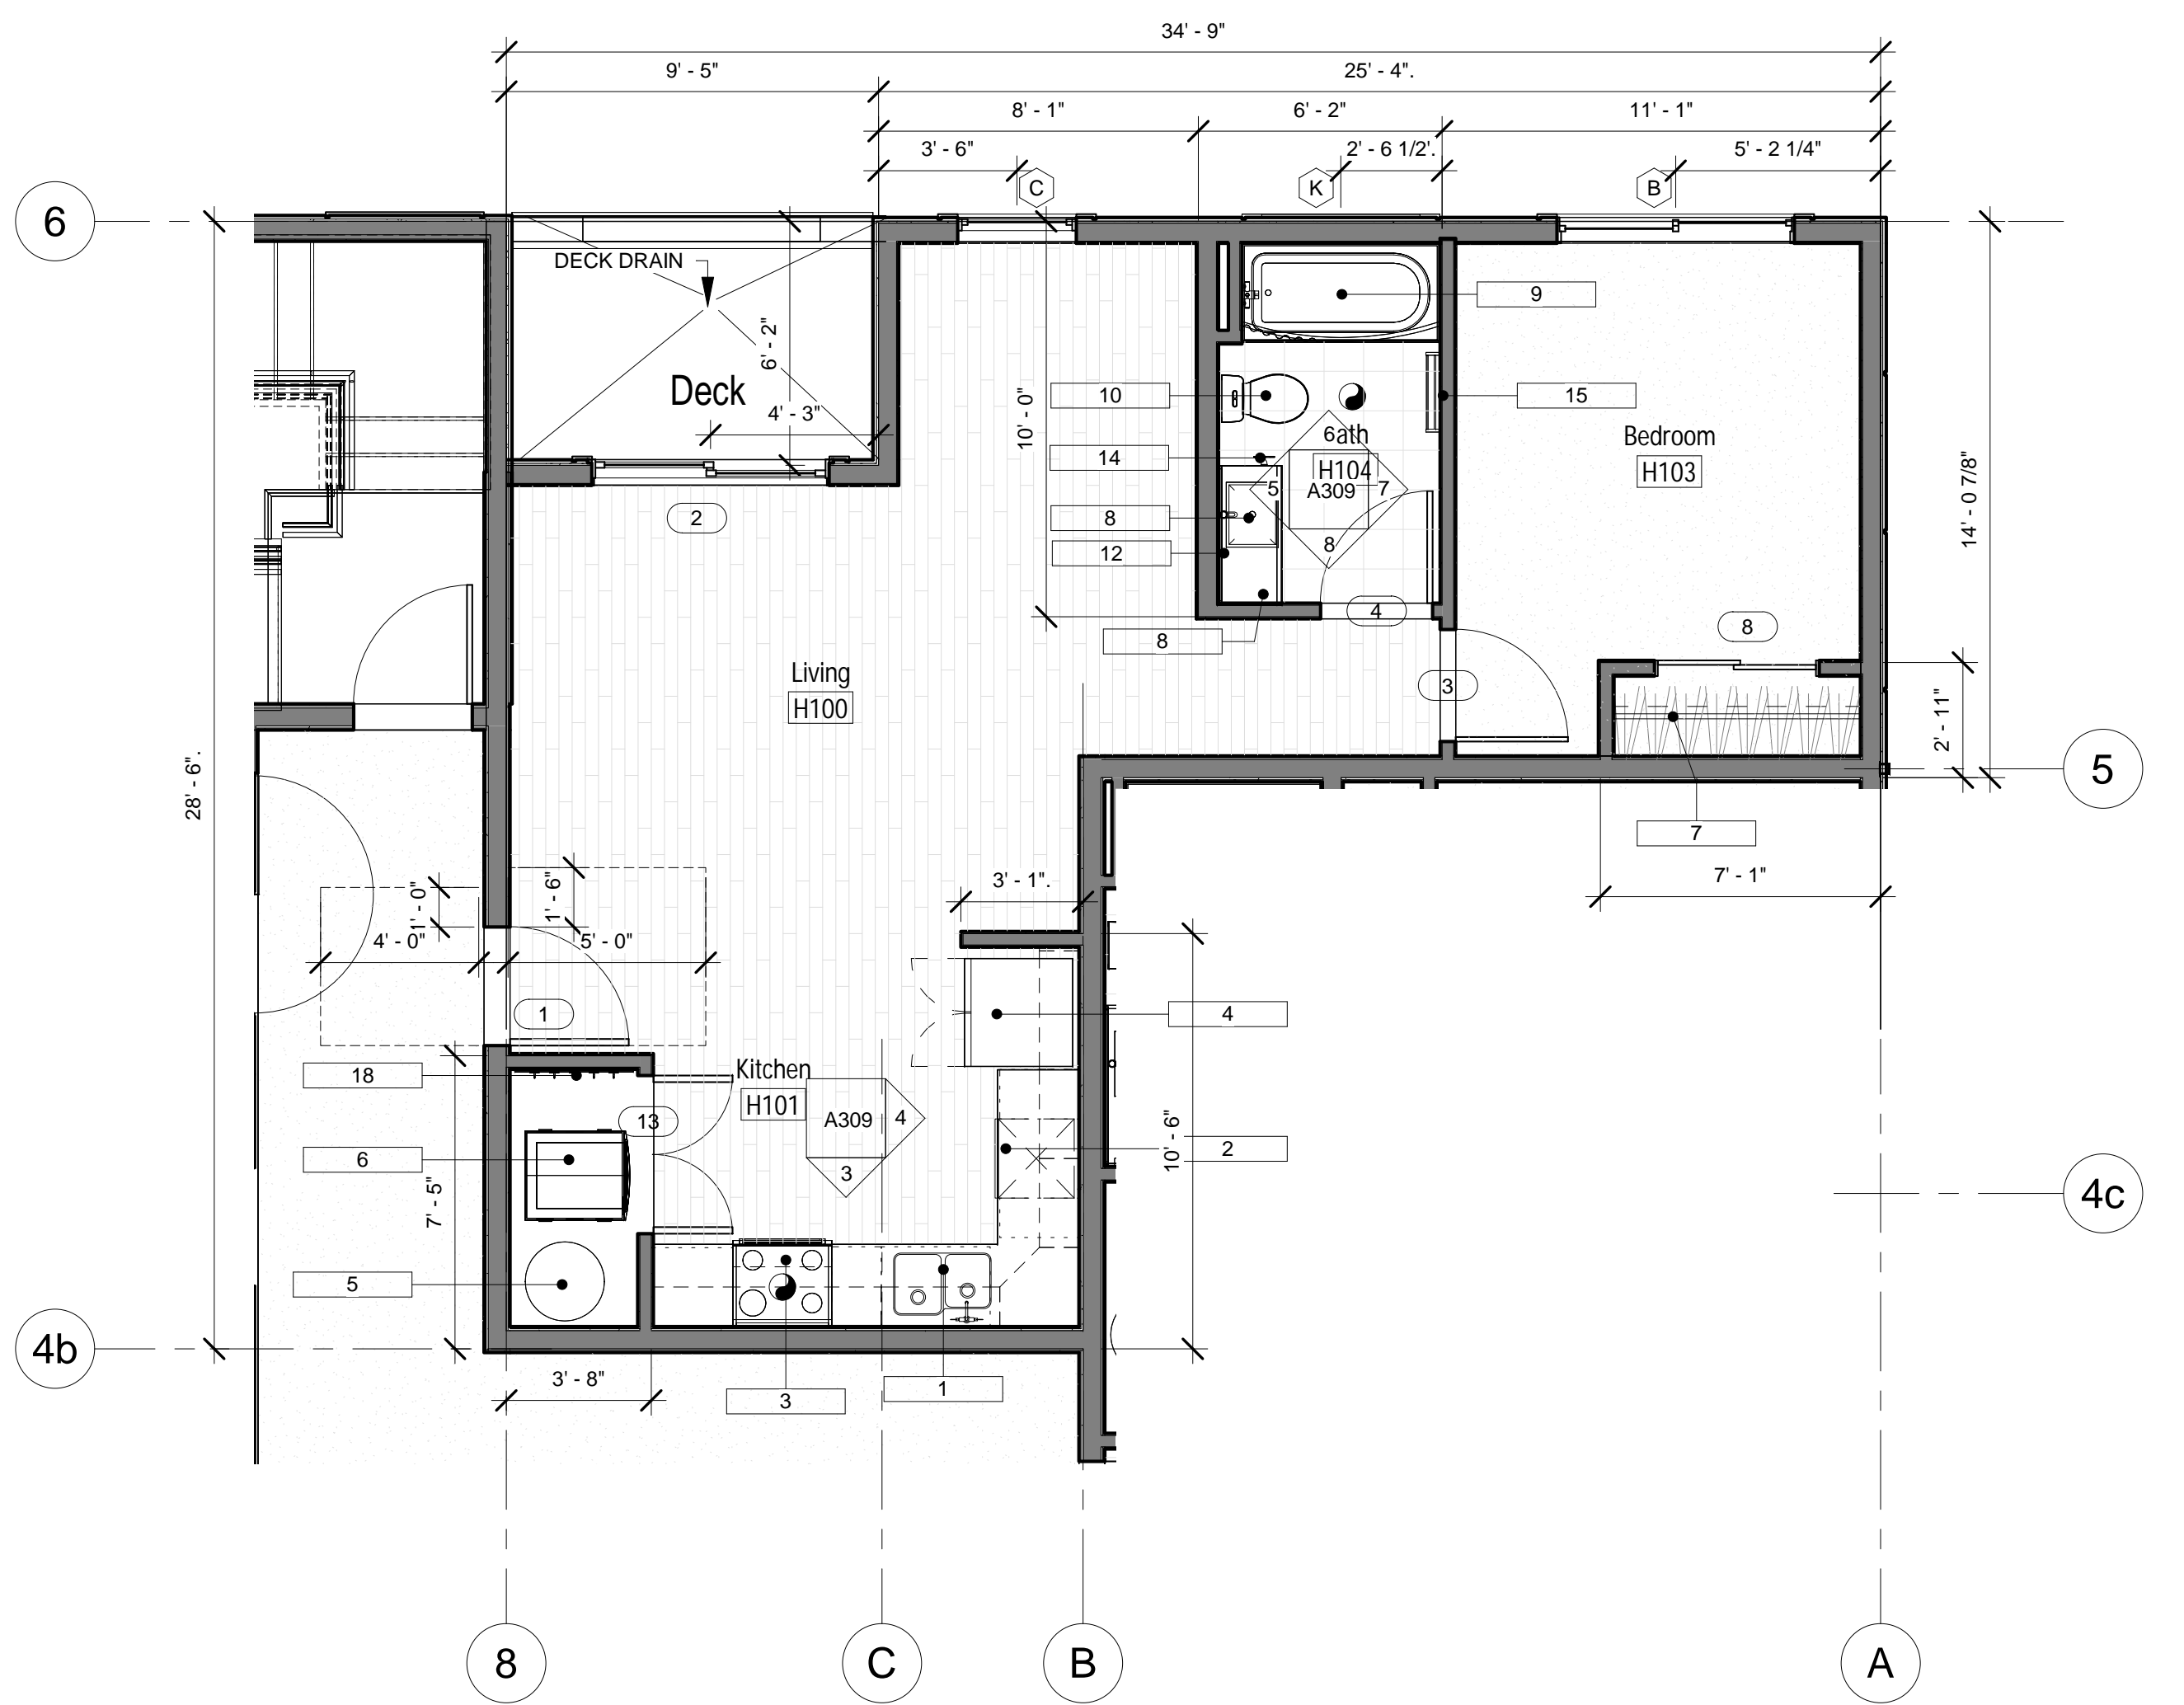 34' - 9"
9' - 5"
25' - 4".
8' - 1"
6' - 2"
11' - 1"
3' - 6"
2' - 6 1/2'.
5' - 2 1/4"
C
K
B
6
DECK DRAIN
9
6' - 2"
Deck
4' - 3"
10' - 0"
10
15
6ath
Bedroom
14
H104
H103
5
A309
7
2
8
12
8
14' - 0 7/8"
4
8
8
Living
3
H100
2' - 11"
28' - 6".
5
7
7' - 1"
3' - 1".
1' - 0"
1' - 6"
4' - 0"
5' - 0"
1
4
18
Kitchen
H101
13
A309
4
10' - 6"
2
6
3
7' - 5"
4c
5
4b
3' - 8"
3
1
8
C
B
A